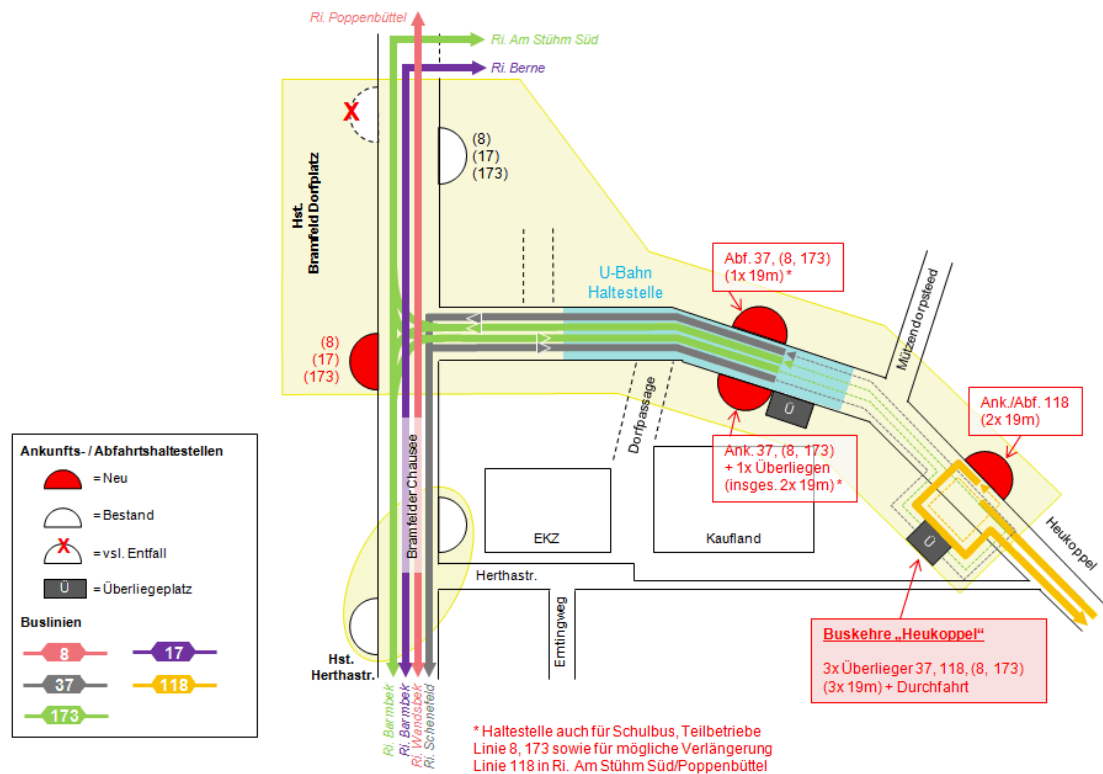 Ri. Poppenbüttel
Ri. Am Stühm Süd
Ri. Berne
X
(8)
(17)
(173)
Hst.
Bramfeld Dorfplatz
U-Bahn
Haltestelle
Abf. 37, (8, 173)
(1x 19m) *
Mützendorpsteed
(8)
(17)
(173)
Ü
Dorfpassage
Ank./Abf. 118
(2x 19m)
Ank. 37, (8, 173)
+ 1x Überliegen
(insges. 2x 19m) *
Bramfelder Chausee
EKZ
Kaufland
Ü
Heukoppel
Herthastr.
Erntingweg
Hst.
Herthastr.
Buskehre „Heukoppel“
3x Überlieger 37, 118, (8, 173)
(3x 19m) + Durchfahrt
Ri. Barmbek
Ri. Barmbek
Ri. Wandsbek
Ri. Schenefeld
* Haltestelle auch für Schulbus, Teilbetriebe
Linie 8, 173 sowie für mögliche Verlängerung
Linie 118 in Ri. Am Stühm Süd/Poppenbüttel
Ankunfts- / Abfahrtshaltestellen
= Neu
= Bestand
X = vsl. Entfall
Ü = Überliegeplatz
Buslinien
8 17
37 118
173